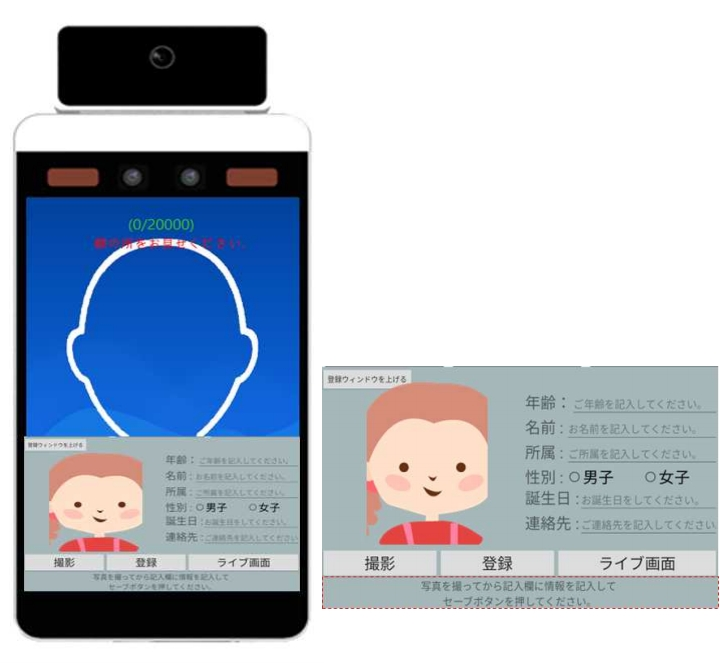 (0/20000)
顔の所をお見せください.
登録ウィンドウを上げる
年齢： ご年齢を記入してください。
名前 : お名前を記入してください。
所属 : ご所属を記入してください。
性別 : ○男子 ○女子
誕生日 : お誕生日をしてください。
連絡先 : ご連絡先を記入してください
撮影 登録 ライブ画面
写真を撮ってから記入欄に情報を記入して
セーブボタンを押してください。
登録ウィンドウを上げる
年齢： ご年齢を記入してください。
名前 : お名前を記入してください。
所属 : ご所属を記入してください。
性別 : ○男子 ○女子
誕生日 : お誕生日をしてください。
連絡先 : ご連絡先を記入してください
撮影 登録 ライブ画面
写真を撮ってから記入欄に情報を記入して
セーブボタンを押してください。